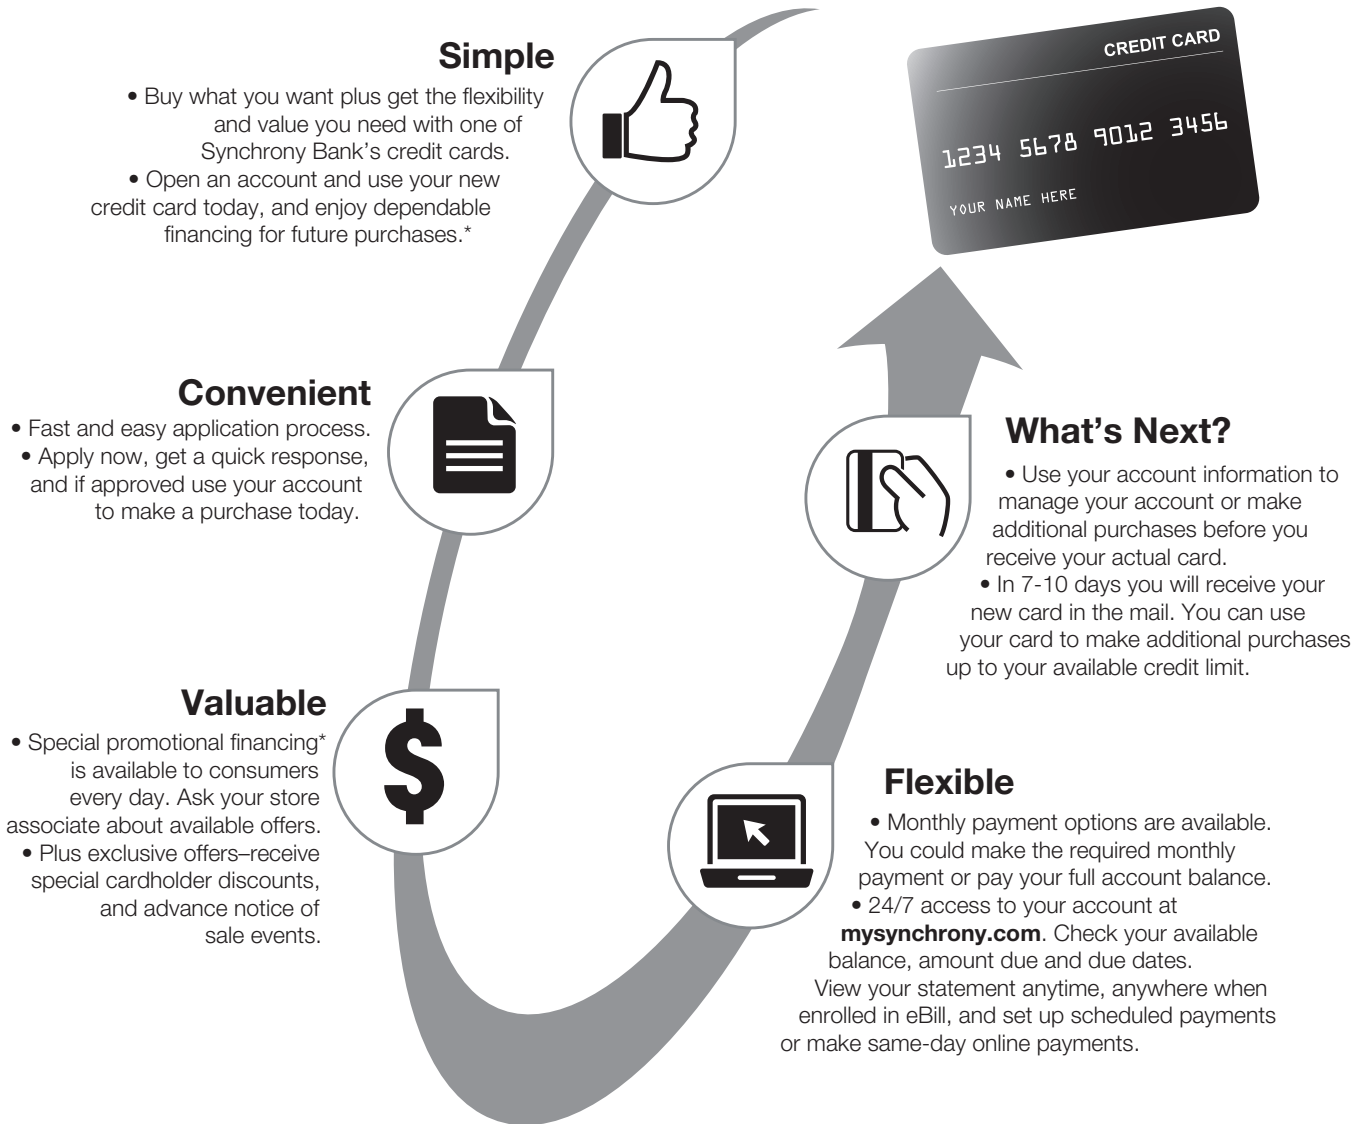 Simple
• Buy what you want plus get the flexibility
and value you need with one of
Synchrony Bank's credit cards.
• Open an account and use your new
credit card today, and enjoy dependable
financing for future purchases.*
CREDIT CARD
1234 5678 9012 3456
YOUR NAME HERE
Convenient
• Fast and easy application process.
• Apply now, get a quick response,
and if approved use your account
to make a purchase today.
Valuable
• Special promotional financing*
is available to consumers
every day. Ask your store
associate about available offers.
• Plus exclusive offers–receive
special cardholder discounts,
and advance notice of
sale events.
Flexible
• Monthly payment options are available.
You could make the required monthly
payment or pay your full account balance.
• 24/7 access to your account at
mysynchrony.com. Check your available
balance, amount due and due dates.
View your statement anytime, anywhere when
enrolled in eBill, and set up scheduled payments
or make same-day online payments.
What's Next?
• Use your account information to
manage your account or make
additional purchases before you
receive your actual card.
• In 7-10 days you will receive your
new card in the mail. You can use
your card to make additional purchases
up to your available credit limit.